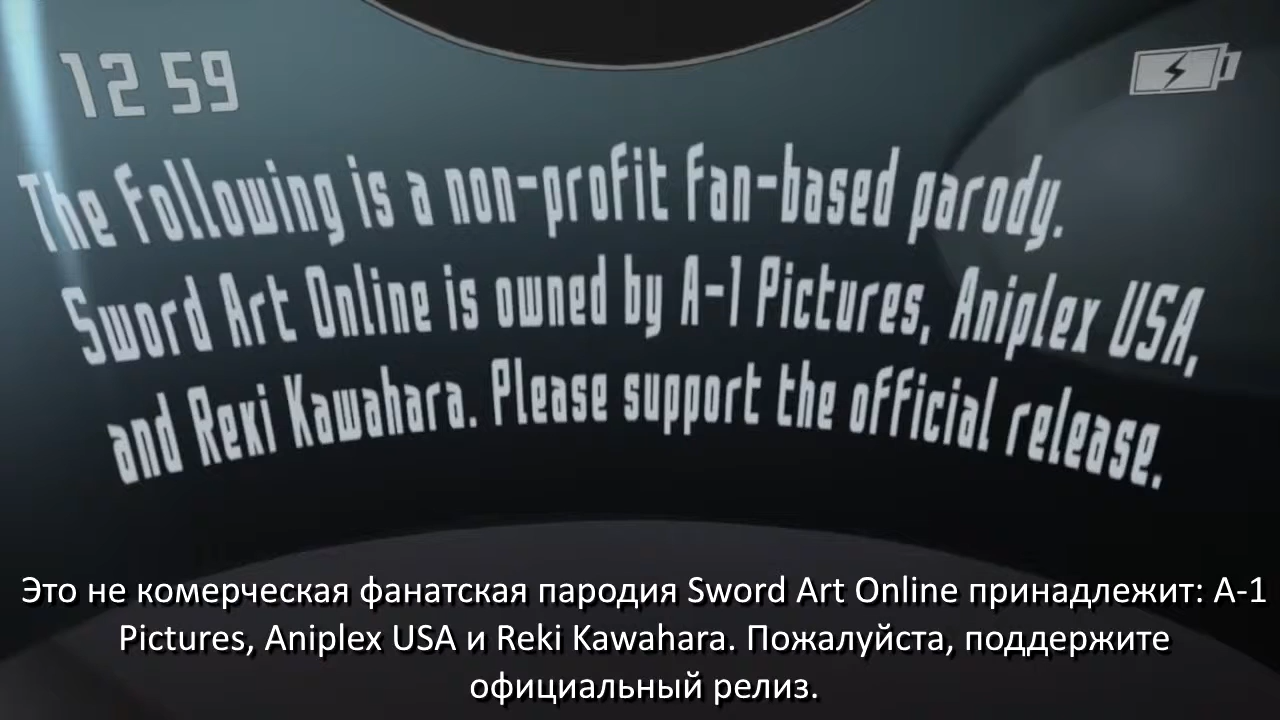 12 59
The Following is a non-profit fan-based parody.
Sword Art Online is owned by A-1 Pictures, Aniplex USA,
and Reki Kawahara. Please support the official release.
Это не комерческая фанатская пародия Sword Art Online принадлежит: A-1
Pictures, Aniplex USA и Reki Kawahara. Пожалуйста, поддержите
официальный релиз.